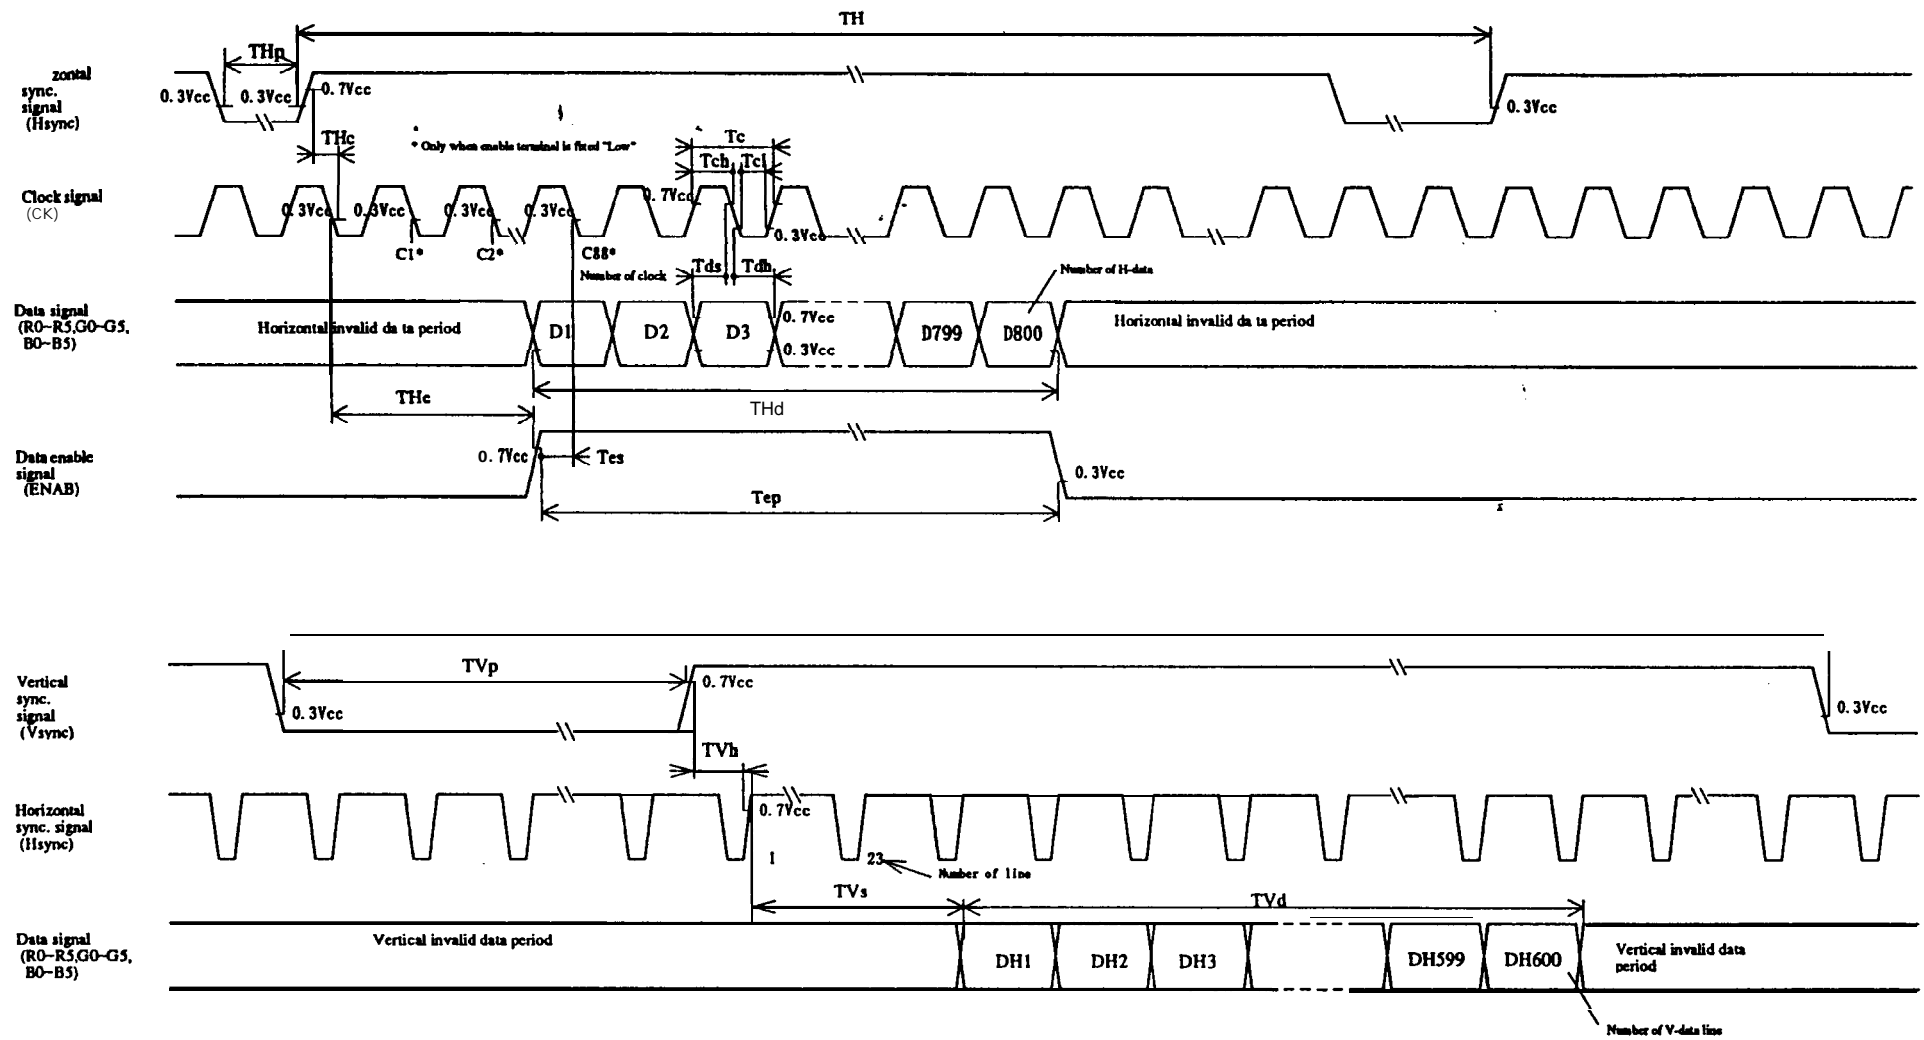 TH
THp
zontal
sync.
signal
(Hsync)
0.3Vcc
0.3Vcc
0.7Vcc
0.3Vcc
THc
* Only when enable terminal is fixed "Low"
Tc
Tch
Tcl
Clock signal
(CK)
0.3Vcc
0.3Vcc
0.3Vcc
0.3Vcc
0.7Vcc
0.3Vcc
C1*
C2*
C88*
Number of clock
Tds
Tdh
Number of H-data
Data signal
(R0~R5,G0~G5,
B0~B5)
Horizontal invalid da ta period
D1
D2
D3
0.7Vcc
0.3Vcc
D799
D800
Horizontal invalid da ta period
THe
THd
Data enable
signal
(ENAB)
0.7Vcc
Tes
0.3Vcc
Tep
Vertical
sync.
signal
(Vsync)
TVp
0.3Vcc
0.7Vcc
0.3Vcc
TVh
Horizontal
sync. signal
(Hsync)
0.7Vcc
1
23
Number of line
TVs
TVd
Data signal
(R0~R5,G0~G5,
B0~B5)
Vertical invalid data period
DH1
DH2
DH3
DH599
DH600
Vertical invalid data
period
Number of V-data line